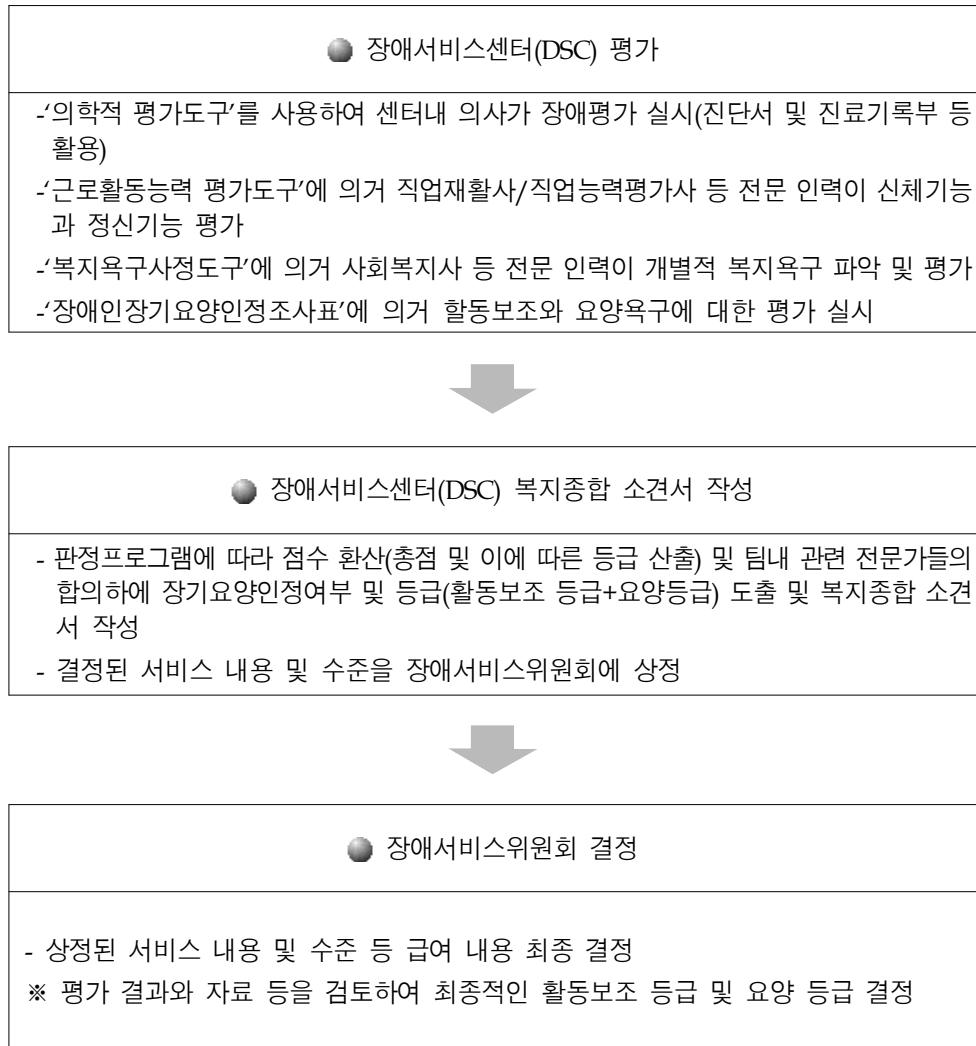 ● 장애서비스센터(DSC) 평가
-‘의학적 평가도구’를 사용하여 센터내 의사가 장애평가 실시(진단서 및 진료기록부 등
활용)
-‘근로활동능력 평가도구’에 의거 직업재활사/직업능력평가사 등 전문 인력이 신체기능
과 정신기능 평가
-‘복지욕구사정도구’에 의거 사회복지사 등 전문 인력이 개별적 복지욕구 파악 및 평가
-‘장애인장기요양인정조사표’에 의거 할동보조와 요양욕구에 대한 평가 실시
● 장애서비스센터(DSC) 복지종합 소견서 작성
- 판정프로그램에 따라 점수 환산(총점 및 이에 따른 등급 산출) 및 팀내 관련 전문가들의
합의하에 장기요양인정여부 및 등급(활동보조 등급+요양등급) 도출 및 복지종합 소견
서 작성
- 결정된 서비스 내용 및 수준을 장애서비스위원회에 상정
● 장애서비스위원회 결정
- 상정된 서비스 내용 및 수준 등 급여 내용 최종 결정
※ 평가 결과와 자료 등을 검토하여 최종적인 활동보조 등급 및 요양 등급 결정